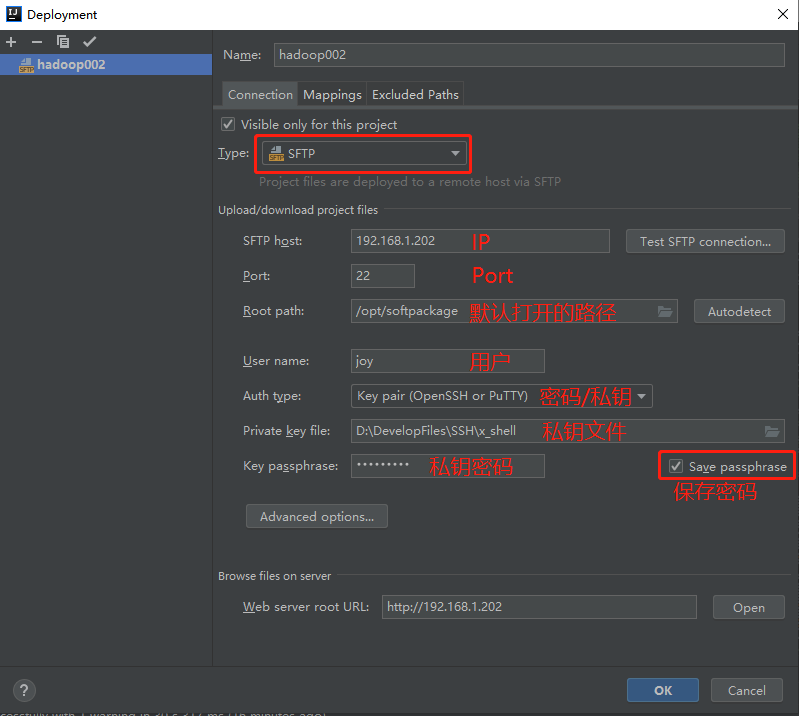 IJ Deployment
hadoop002
Name: hadoop002
Connection Mappings Excluded Paths
Visible only for this project
Type: SFTP SFTP
Project files are deployed to a remote host via SFTP
Upload/download project files
SFTP host: 192.168.1.202 IP Test SFTP connection...
Port: 22 Port
Root path: /opt/softpackage 默认打开的路径 Autodetect
User name: joy 用户
Auth type: Key pair (OpenSSH or PuTTY) 密码/私钥
Private key file: D:\DevelopFiles\SSH\x_shell 私钥文件
Key passphrase: ••••••••• 私钥密码 Save passphrase
保存密码
Advanced options...
Browse files on server
Web server root URL: http://192.168.1.202 Open
? OK Cancel